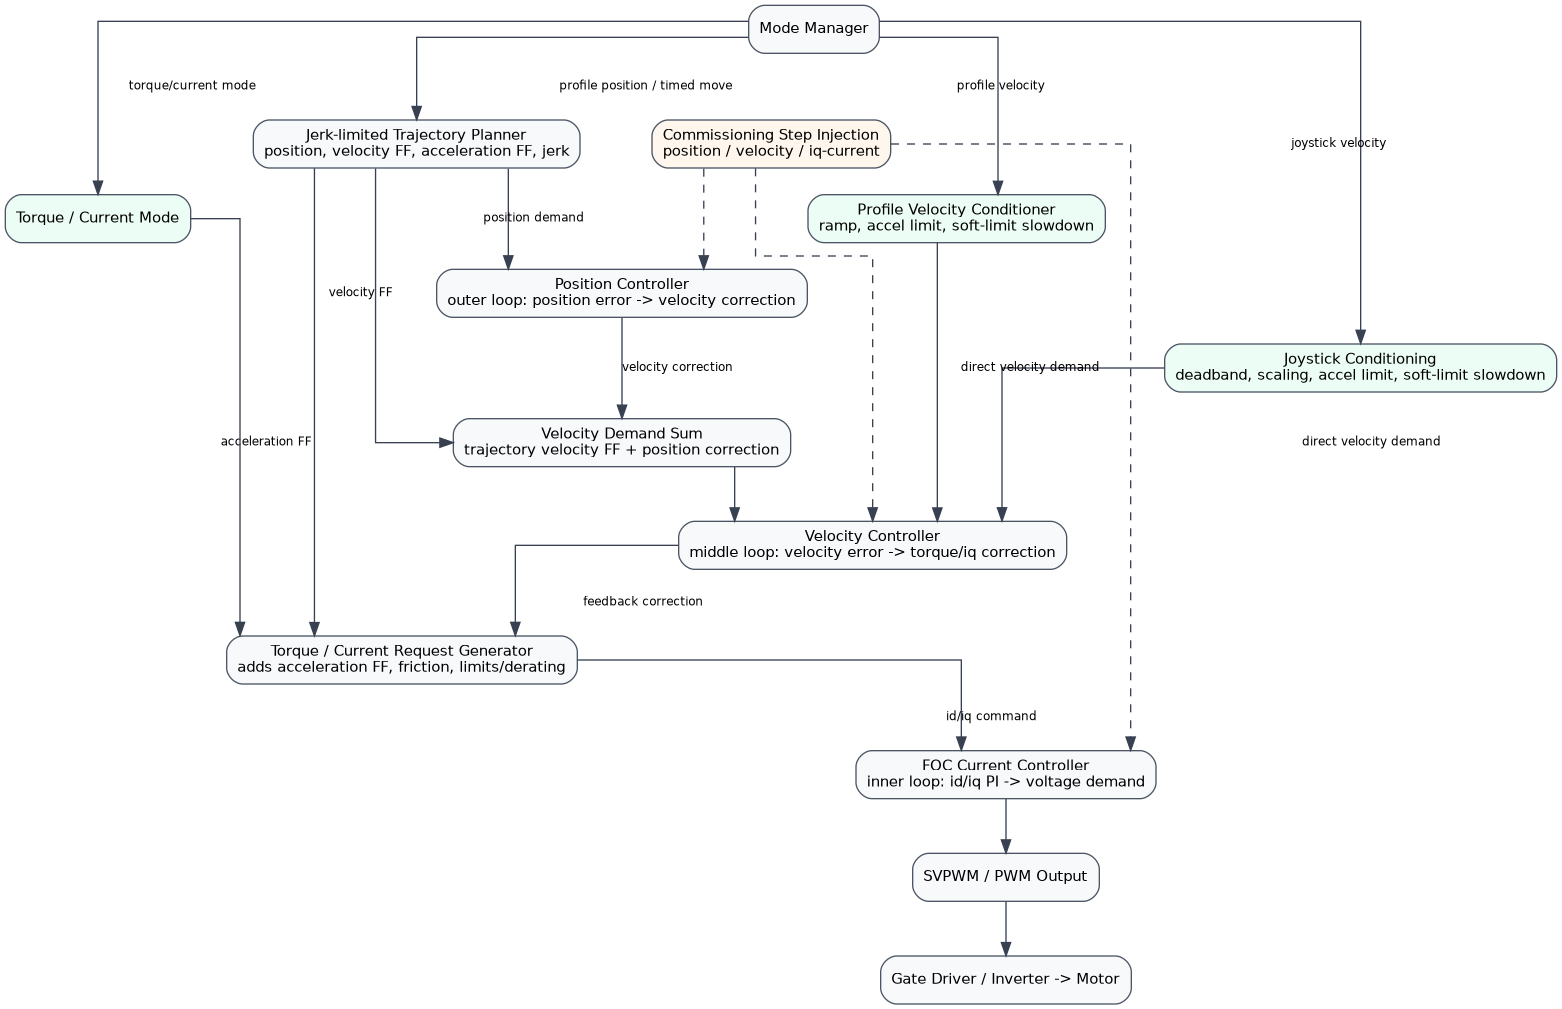 Mode Manager
torque/current mode
profile position / timed move
profile velocity
Jerk-limited Trajectory Planner
position, velocity FF, acceleration FF, jerk
Commissioning Step Injection
position / velocity / iq-current
joystick velocity
Torque / Current Mode
position demand
Profile Velocity Conditioner
ramp, accel limit, soft-limit slowdown
velocity FF
Position Controller
outer loop: position error -> velocity correction
velocity correction
direct velocity demand
Joystick Conditioning
deadband, scaling, accel limit, soft-limit slowdown
acceleration FF
Velocity Demand Sum
trajectory velocity FF + position correction
direct velocity demand
Velocity Controller
middle loop: velocity error -> torque/iq correction
feedback correction
Torque / Current Request Generator
adds acceleration FF, friction, limits/derating
id/iq command
FOC Current Controller
inner loop: id/iq PI -> voltage demand
SVPWM / PWM Output
Gate Driver / Inverter -> Motor